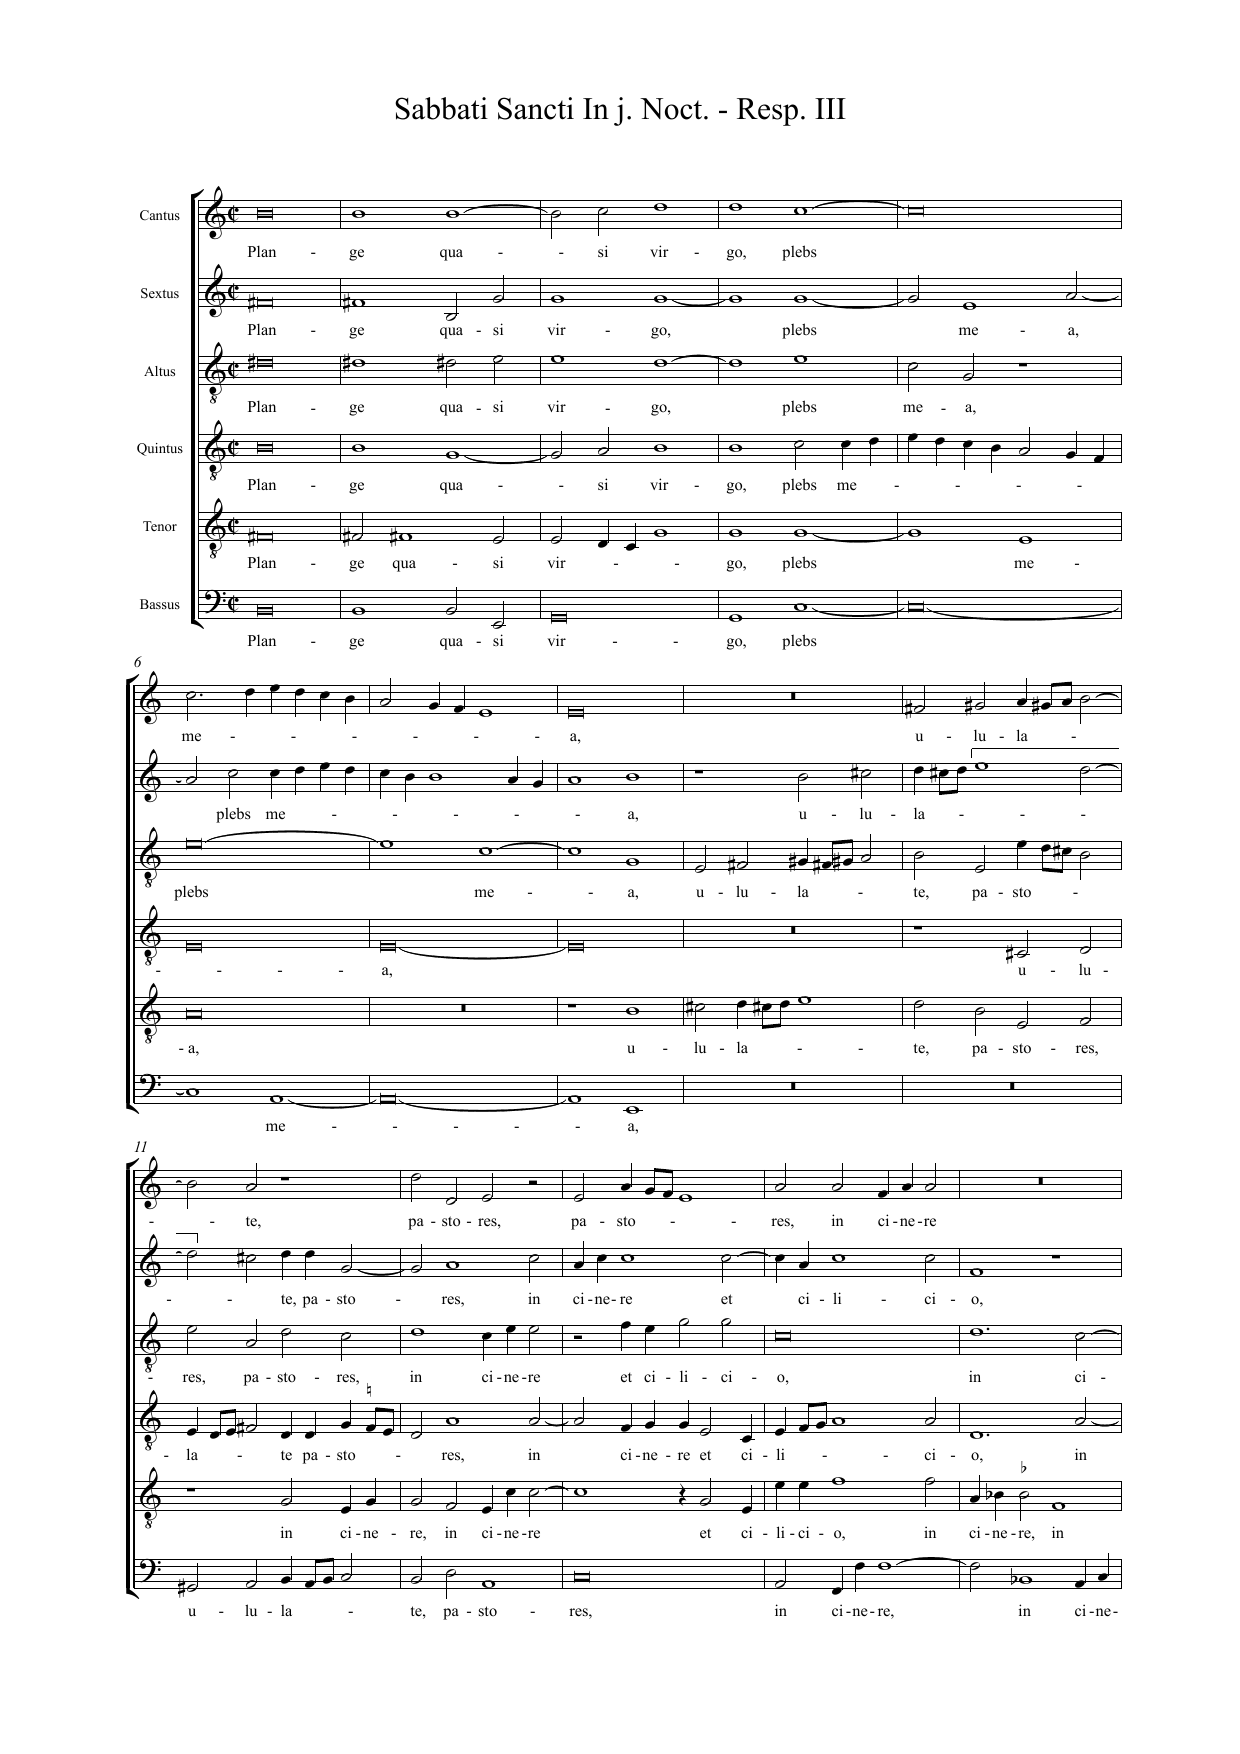 Sabbati Sancti In j. Noct. - Resp. III
Cantus
Plan - ge qua - - si vir - go, plebs
Sextus
Plan - ge qua - si vir - go, plebs me - a,
Altus
Plan - ge qua - si vir - go, plebs me - a,
Quintus
Plan - ge qua - - si vir - go, plebs me - - - - -
Tenor
Plan - ge qua - si vir - - - go, plebs me -
Bassus
Plan - ge qua - si vir - - - go, plebs
6
me - - - - - - - a, u - lu - la - -
plebs me - - - - - - a, u - lu - la - - - -
plebs me - - a, u - lu - la - - te, pa - sto - -
- - - - a, u - lu -
- a, u - lu - la - - - te, pa - sto - res,
me - - - - - a,
11
- - te, pa - sto - res, pa - sto - - - res, in ci - ne - re
- - te, pa - sto - res, in ci - ne - re et ci - li - ci - o,
- res, pa - sto - res, in ci - ne - re et ci - li - ci - o, in ci -
- la - - te pa - sto - - res, in ci - ne - re et ci - li - - - ci - o, in
in ci - ne - re, in ci - ne - re et ci - li - ci - o, in ci - ne - re, in
u - lu - la - - te, pa - sto - res, in ci - ne - re, in ci - ne -